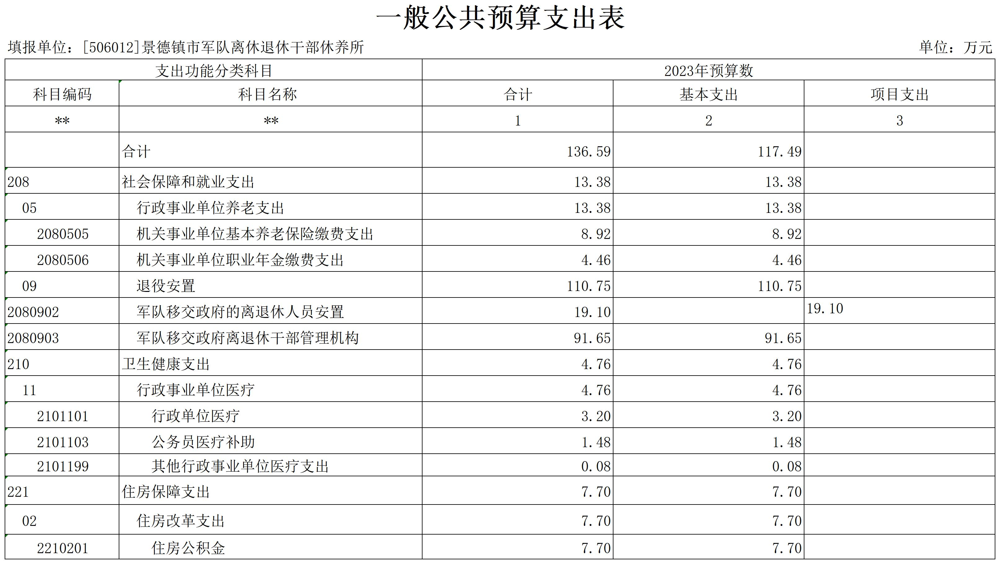 一般公共预算支出表
填报单位：[506012]景德镇市军队离休退休干部休养所 单位：万元
支出功能分类科目 2023年预算数
科目编码 科目名称 合计 基本支出 项目支出
** ** 1 2 3
合计 136.59 117.49
208 社会保障和就业支出 13.38 13.38
05 行政事业单位养老支出 13.38 13.38
2080505 机关事业单位基本养老保险缴费支出 8.92 8.92
2080506 机关事业单位职业年金缴费支出 4.46 4.46
09 退役安置 110.75 110.75
2080902 军队移交政府的离退休人员安置 19.10 19.10
2080903 军队移交政府离退休干部管理机构 91.65 91.65
210 卫生健康支出 4.76 4.76
11 行政事业单位医疗 4.76 4.76
2101101 行政单位医疗 3.20 3.20
2101103 公务员医疗补助 1.48 1.48
2101199 其他行政事业单位医疗支出 0.08 0.08
221 住房保障支出 7.70 7.70
02 住房改革支出 7.70 7.70
2210201 住房公积金 7.70 7.70